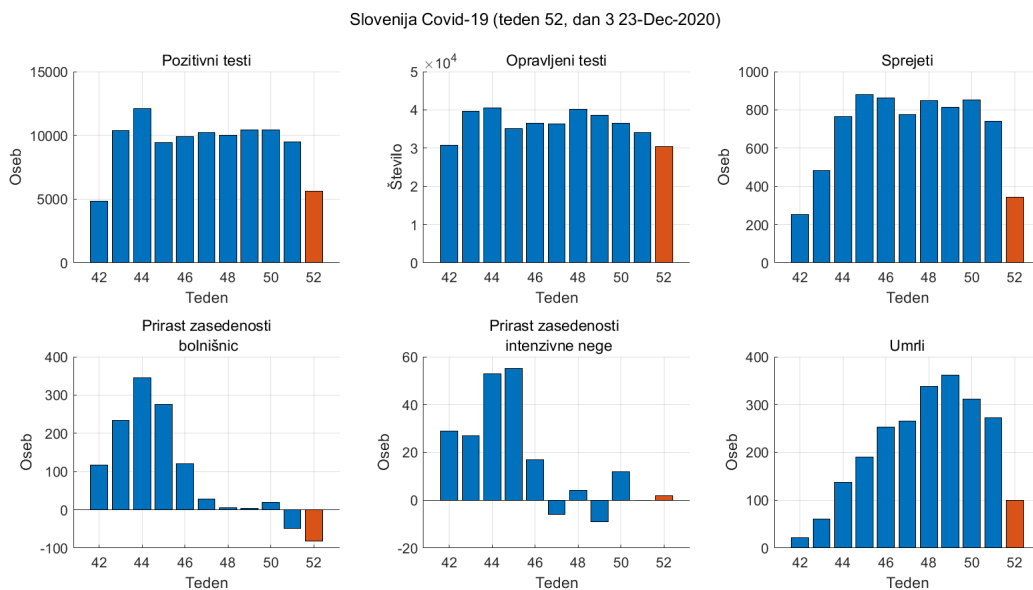 Slovenija Covid-19 (teden 52, dan 3 23-Dec-2020)
Pozitivni testi
15000
10000
5000
0
Oseb
42 44 46 48 50 52
Teden
Opravljeni testi
×10^4
5
4
3
2
1
0
Število
42 44 46 48 50 52
Teden
Sprejeti
1000
800
600
400
200
0
Oseb
42 44 46 48 50 52
Teden
Prirast zasedenosti
bolnišnic
400
300
200
100
0
-100
Oseb
42 44 46 48 50 52
Teden
Prirast zasedenosti
intenzivne nege
60
40
20
0
-20
Oseb
42 44 46 48 50 52
Teden
Umrli
400
300
200
100
0
Oseb
42 44 46 48 50 52
Teden